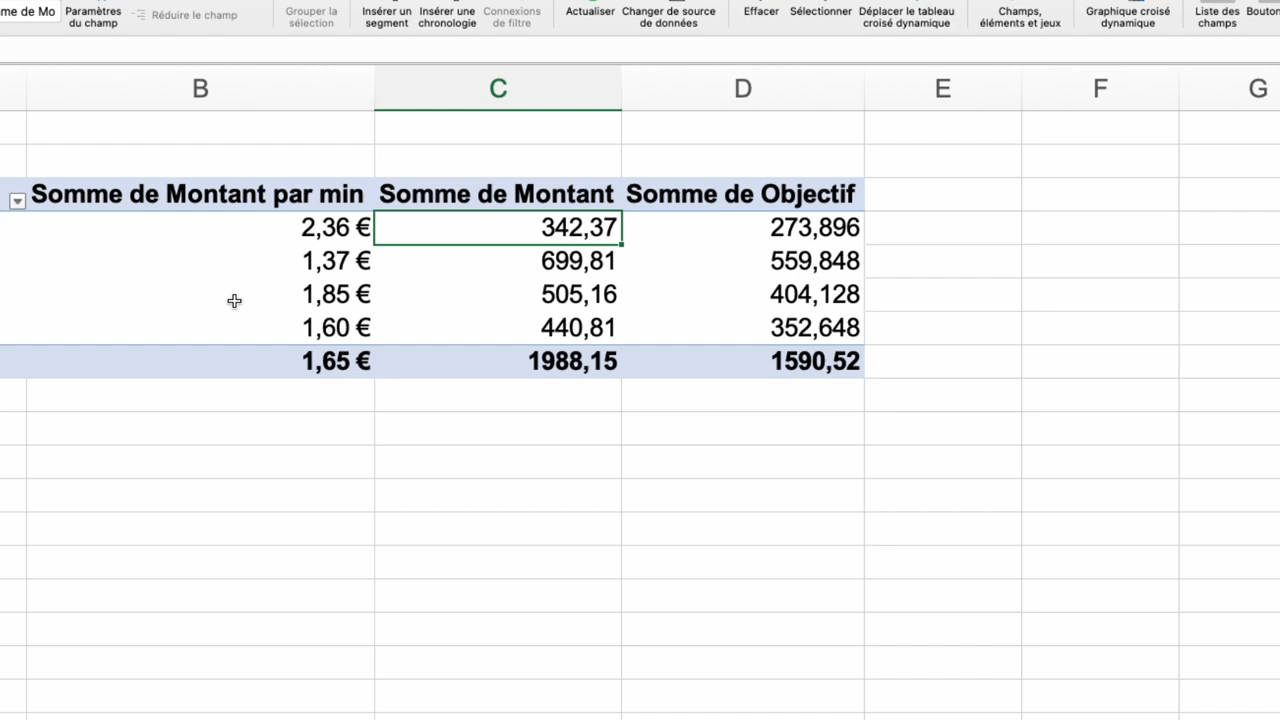 me de Mo
Paramètres
du champ
Réduire le champ
Grouper la
sélection
Insérer un
segment
Insérer une
chronologie
Connexions
de filtre
Actualiser
Changer de source
de données
Effacer
Sélectionner
Déplacer le tableau
croisé dynamique
Champs,
éléments et jeux
Graphique croisé
dynamique
Liste des
champs
Bouton
B C D E F G
Somme de Montant par min Somme de Montant Somme de Objectif
2,36 € 342,37 273,896
1,37 € 699,81 559,848
1,85 € 505,16 404,128
1,60 € 440,81 352,648
1,65 € 1988,15 1590,52